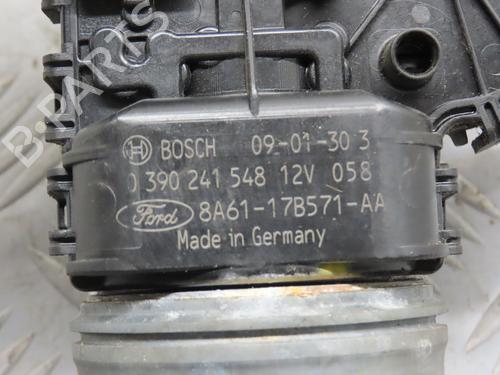 B-PARTS
BOSCH 09-01-30 3
0 390 241 548 12V 058
Ford 8A61-17B571-AA
Made in Germany